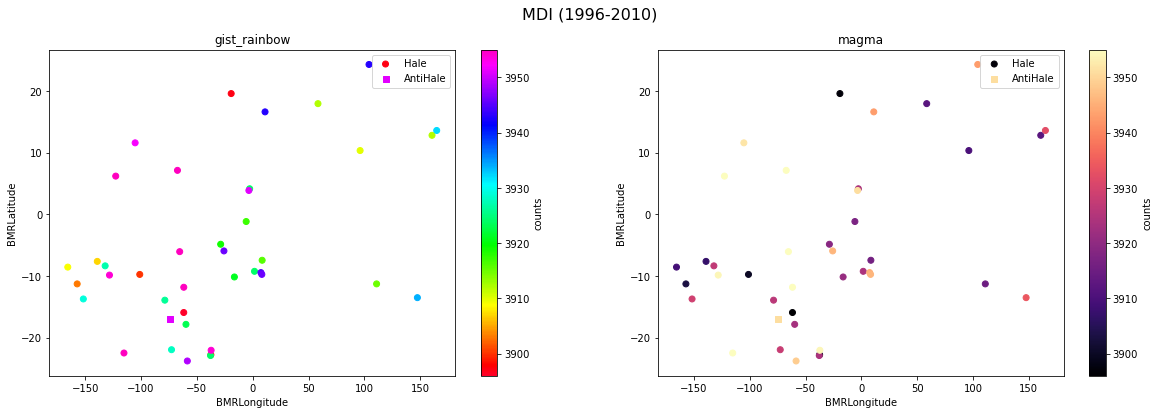 MDI (1996-2010)
gist_rainbow
Hale
AntiHale
20
10
0
−10
−20
BMRLatitude
−150
−100
−50
0
50
100
150
BMRLongitude
3950
3940
3930
3920
3910
3900
counts
magma
Hale
AntiHale
20
10
0
−10
−20
BMRLatitude
−150
−100
−50
0
50
100
150
BMRLongitude
3950
3940
3930
3920
3910
3900
counts